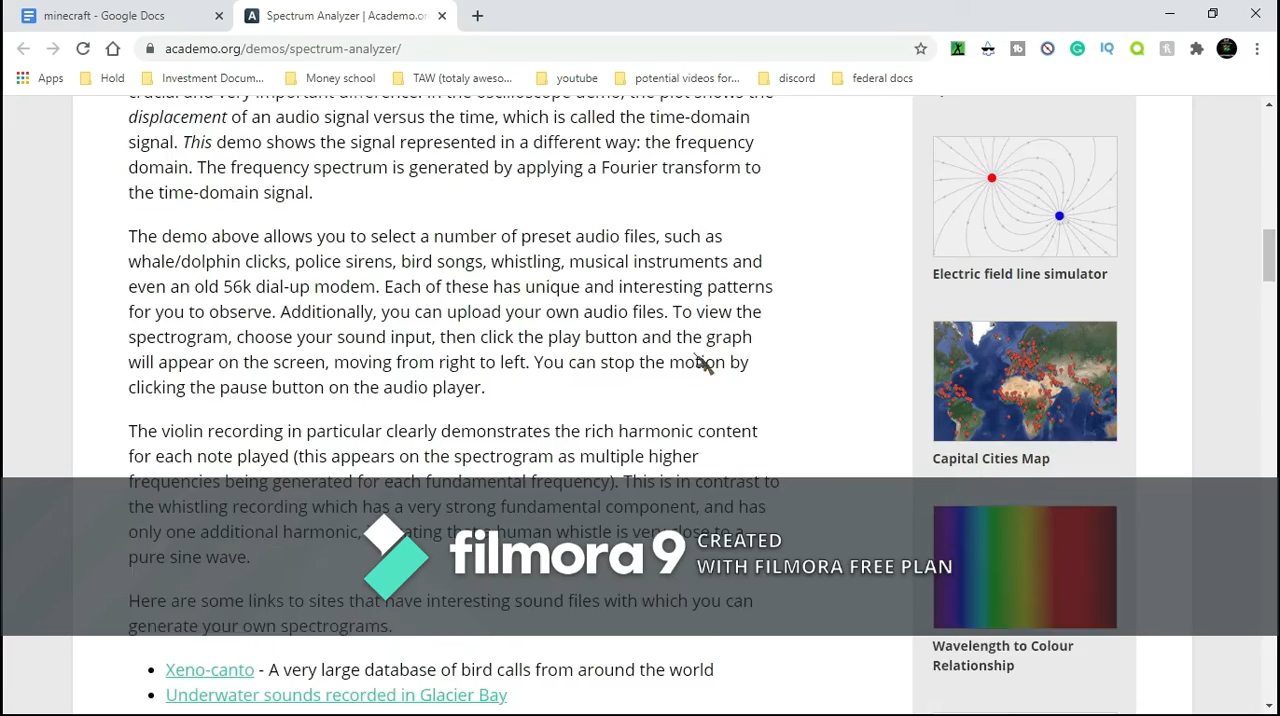 minecraft - Google Docs
Spectrum Analyzer | Academo.or
academo.org/demos/spectrum-analyzer/
Apps
Hold
Investment Docum...
Money school
TAW (totaly aweso...
youtube
potential videos for...
discord
federal docs
displacement of an audio signal versus the time, which is called the time-domain
signal. This demo shows the signal represented in a different way: the frequency
domain. The frequency spectrum is generated by applying a Fourier transform to
the time-domain signal.
The demo above allows you to select a number of preset audio files, such as
whale/dolphin clicks, police sirens, bird songs, whistling, musical instruments and
even an old 56k dial-up modem. Each of these has unique and interesting patterns
for you to observe. Additionally, you can upload your own audio files. To view the
spectrogram, choose your sound input, then click the play button and the graph
will appear on the screen, moving from right to left. You can stop the motion by
clicking the pause button on the audio player.
The violin recording in particular clearly demonstrates the rich harmonic content
for each note played (this appears on the spectrogram as multiple higher
frequencies being generated for each fundamental frequency). This is in contrast to
the whistling recording which has a very strong fundamental component, and has
only one additional harmonic, human whistle is very close to a
pure sine wave.
filmora9
CREATED
WITH FILMORA FREE PLAN
Here are some links to sites that have interesting sound files with which you can
generate your own spectrograms.
Xeno-canto - A very large database of bird calls from around the world
Underwater sounds recorded in Glacier Bay
Electric field line simulator
Capital Cities Map
Wavelength to Colour
Relationship